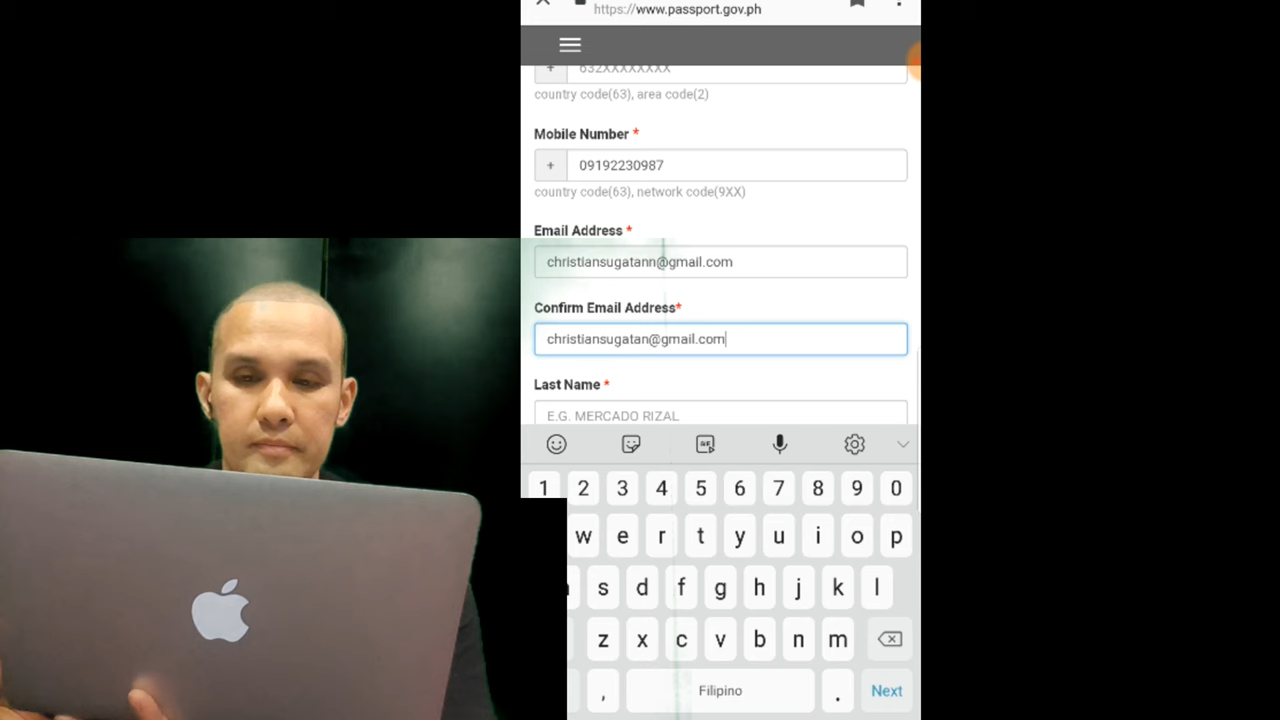 https://www.passport.gov.ph
+ 632XXXXXXXX
country code(63), area code(2)
Mobile Number *
+ 09192230987
country code(63), network code(9XX)
Email Address *
christiansugatann@gmail.com
Confirm Email Address*
christiansugatan@gmail.com
Last Name *
E.G. MERCADO RIZAL
GIF
1 2 3 4 5 6 7 8 9 0
w e r t y u i o p
s d f g h j k l
z x c v b n m
, Filipino . Next